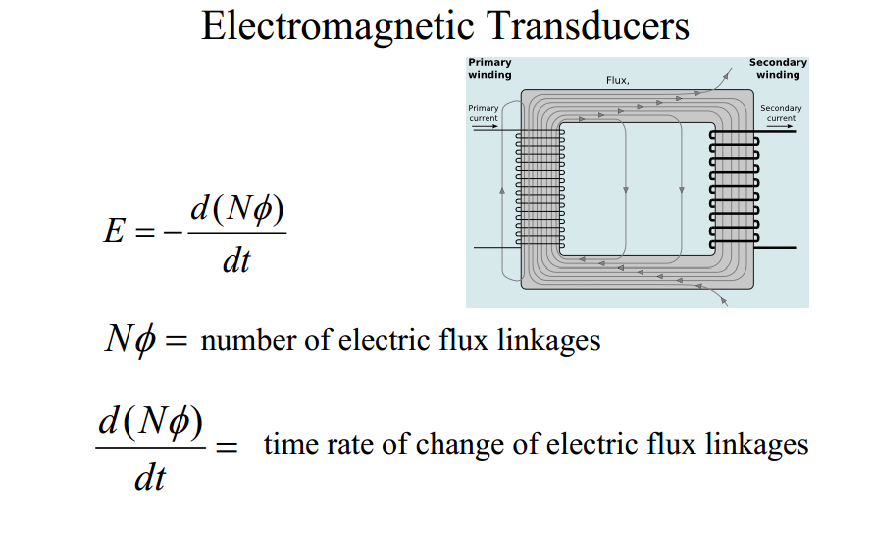 Electromagnetic Transducers
Primary
winding
Secondary
winding
Flux,
Primary
current
Secondary
current
E = − d(Nϕ)
dt
Nϕ = number of electric flux linkages
d(Nϕ)
dt
= time rate of change of electric flux linkages